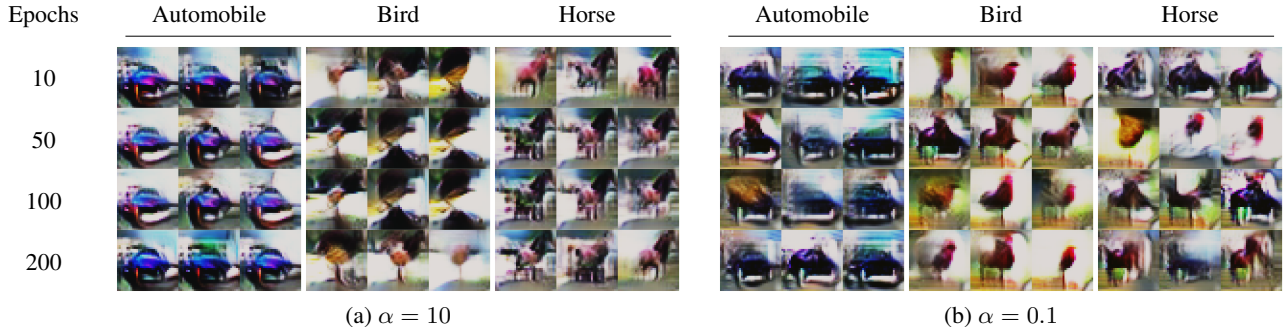 Epochs Automobile Bird Horse Automobile Bird Horse
10
50
100
200
(a) α = 10 (b) α = 0.1